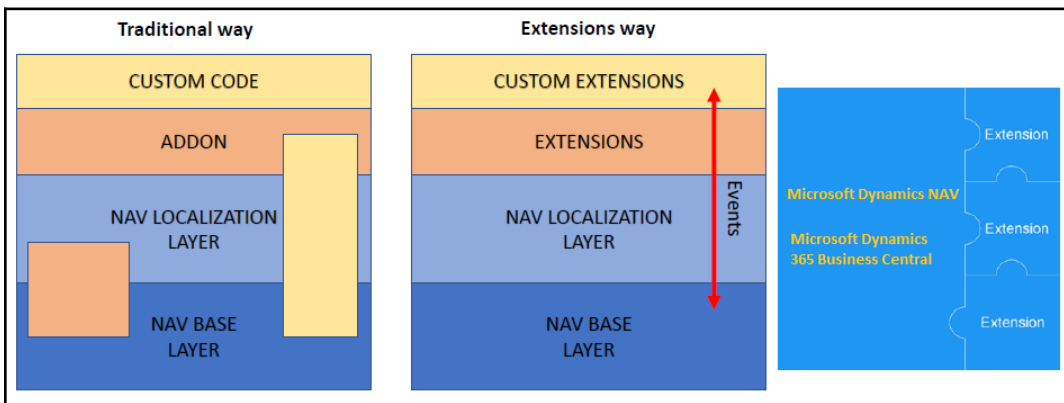 Traditional way
CUSTOM CODE
ADDON
NAV LOCALIZATION
LAYER
NAV BASE
LAYER
Extensions way
CUSTOM EXTENSIONS
EXTENSIONS
NAV LOCALIZATION
LAYER
NAV BASE
LAYER
Events
Microsoft Dynamics NAV
Microsoft Dynamics
365 Business Central
Extension
Extension
Extension